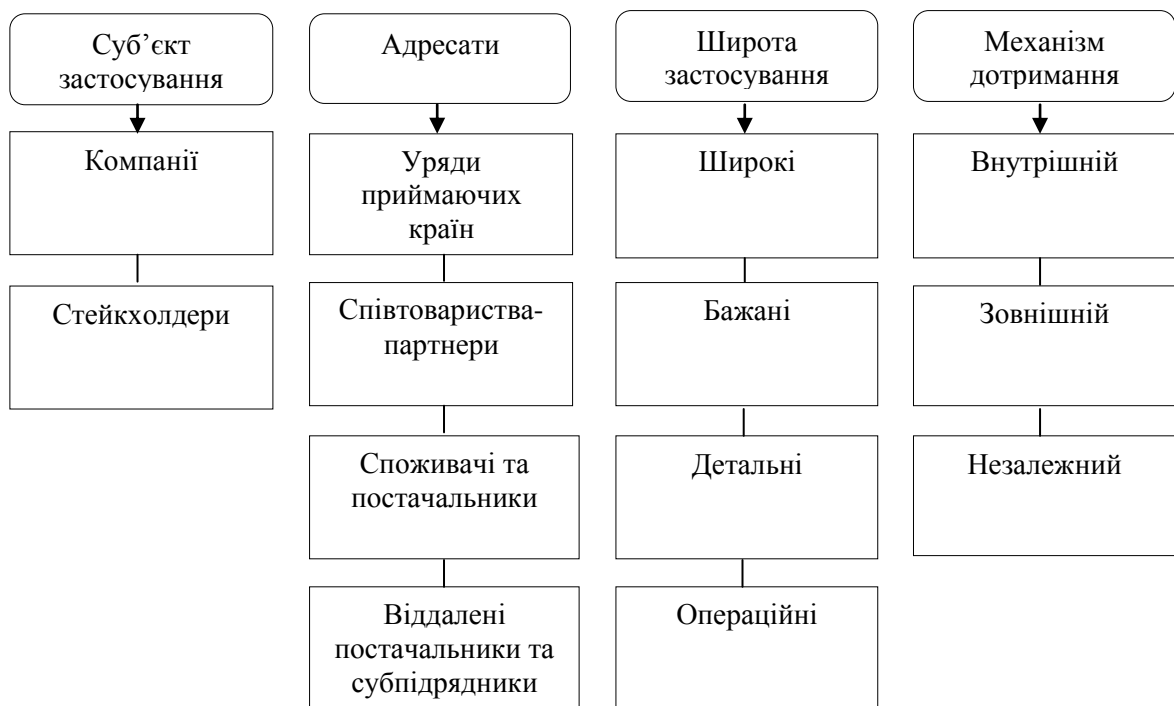 Суб’єкт
застосування
Компанії
Стейкхолдери
Адресати
Уряди
приймаючих
країн
Співтовариства-
партнери
Споживачі та
постачальники
Віддалені
постачальники та
субпідрядники
Широта
застосування
Широкі
Бажані
Детальні
Операційні
Механізм
дотримання
Внутрішній
Зовнішній
Незалежний